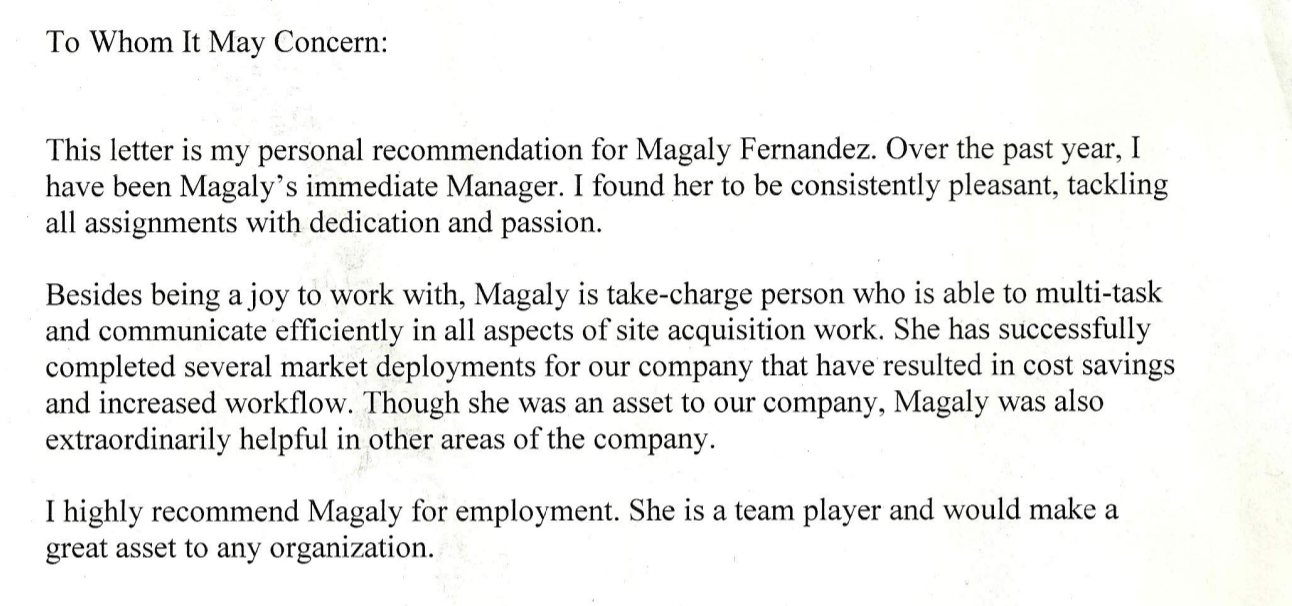 To Whom It May Concern:
This letter is my personal recommendation for Magaly Fernandez. Over the past year, I
have been Magaly’s immediate Manager. I found her to be consistently pleasant, tackling
all assignments with dedication and passion.
Besides being a joy to work with, Magaly is take-charge person who is able to multi-task
and communicate efficiently in all aspects of site acquisition work. She has successfully
completed several market deployments for our company that have resulted in cost savings
and increased workflow. Though she was an asset to our company, Magaly was also
extraordinarily helpful in other areas of the company.
I highly recommend Magaly for employment. She is a team player and would make a
great asset to any organization.